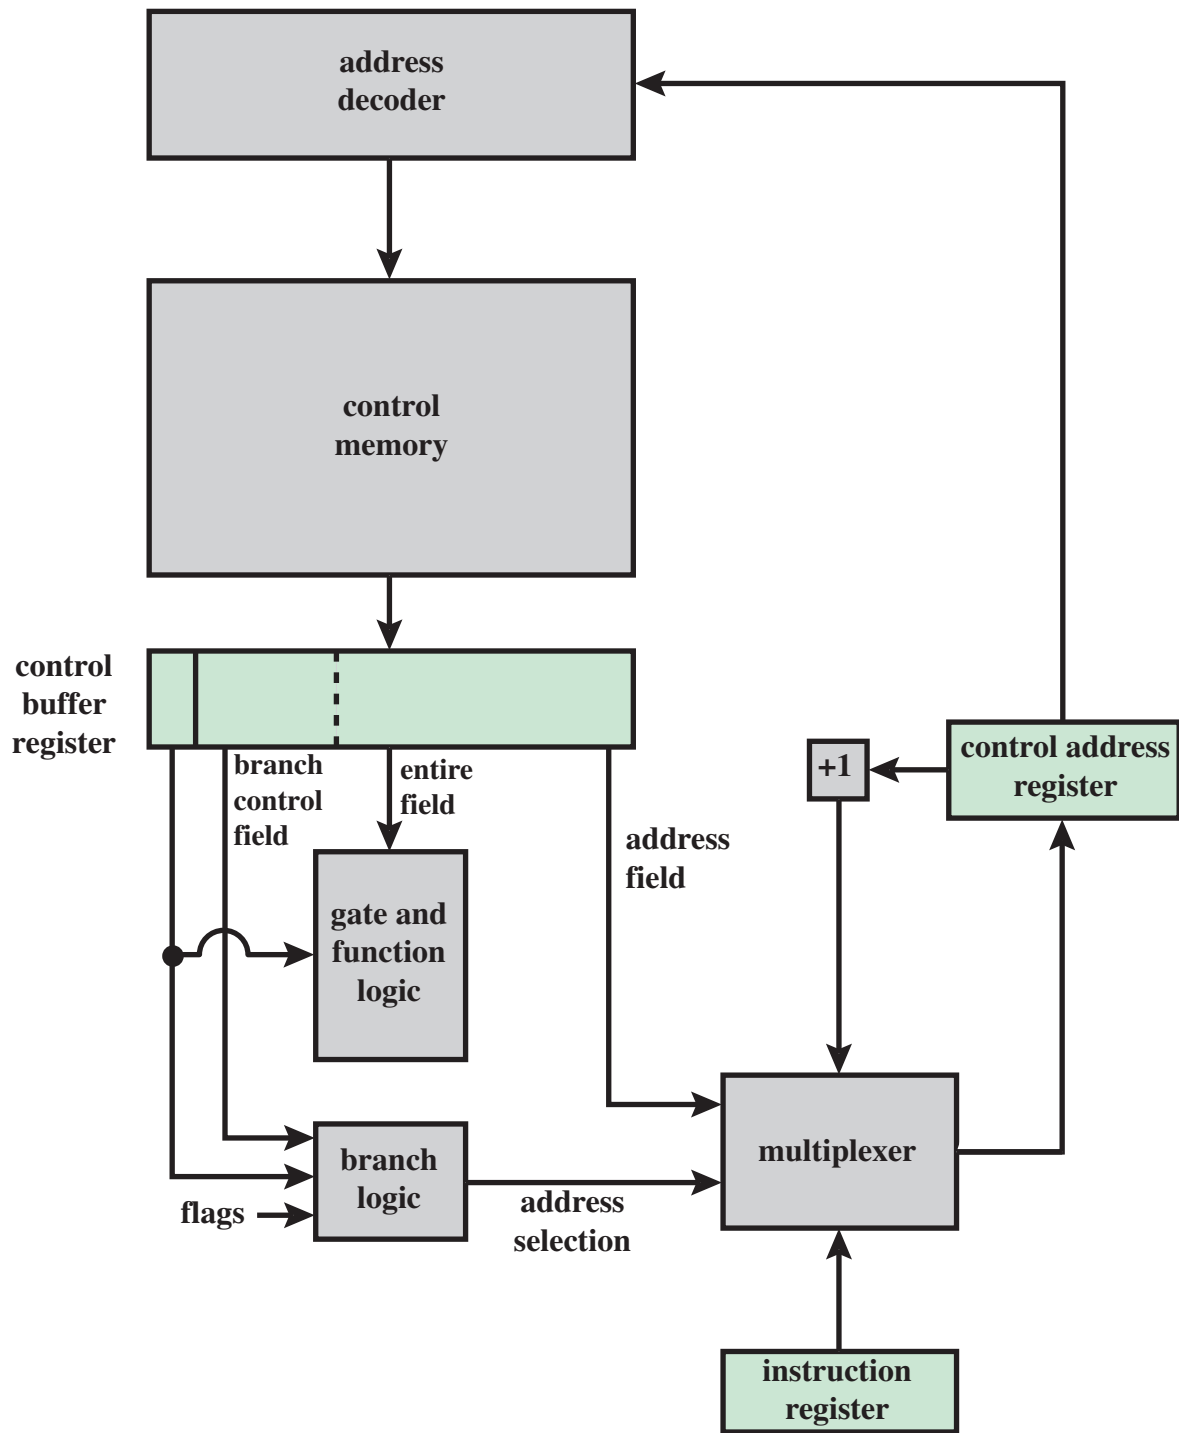 address
decoder
control
memory
control
buffer
register
branch
control
field
entire
field
address
field
+1
control address
register
gate and
function
logic
branch
logic
flags
address
selection
multiplexer
instruction
register